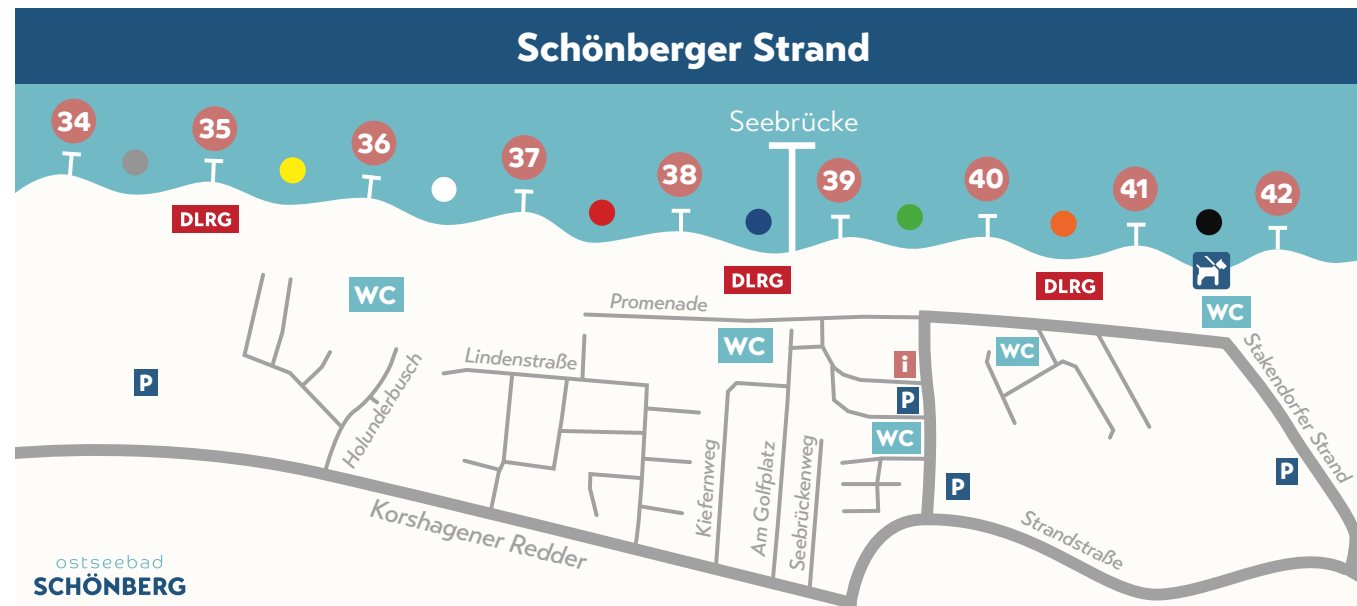 Schönberger Strand
34
35
36
37
38
Seebrücke
39
40
41
42
DLRG
DLRG
DLRG
WC
Promenade
WC
WC
WC
Lindenstraße
i
P
P
Holunderbusch
WC
Stakendorfer Strand
Kiefernweg
Am Golfplatz
Seebrückenweg
P
P
Korshagener Redder
Strandstraße
ostseebad
SCHÖNBERG